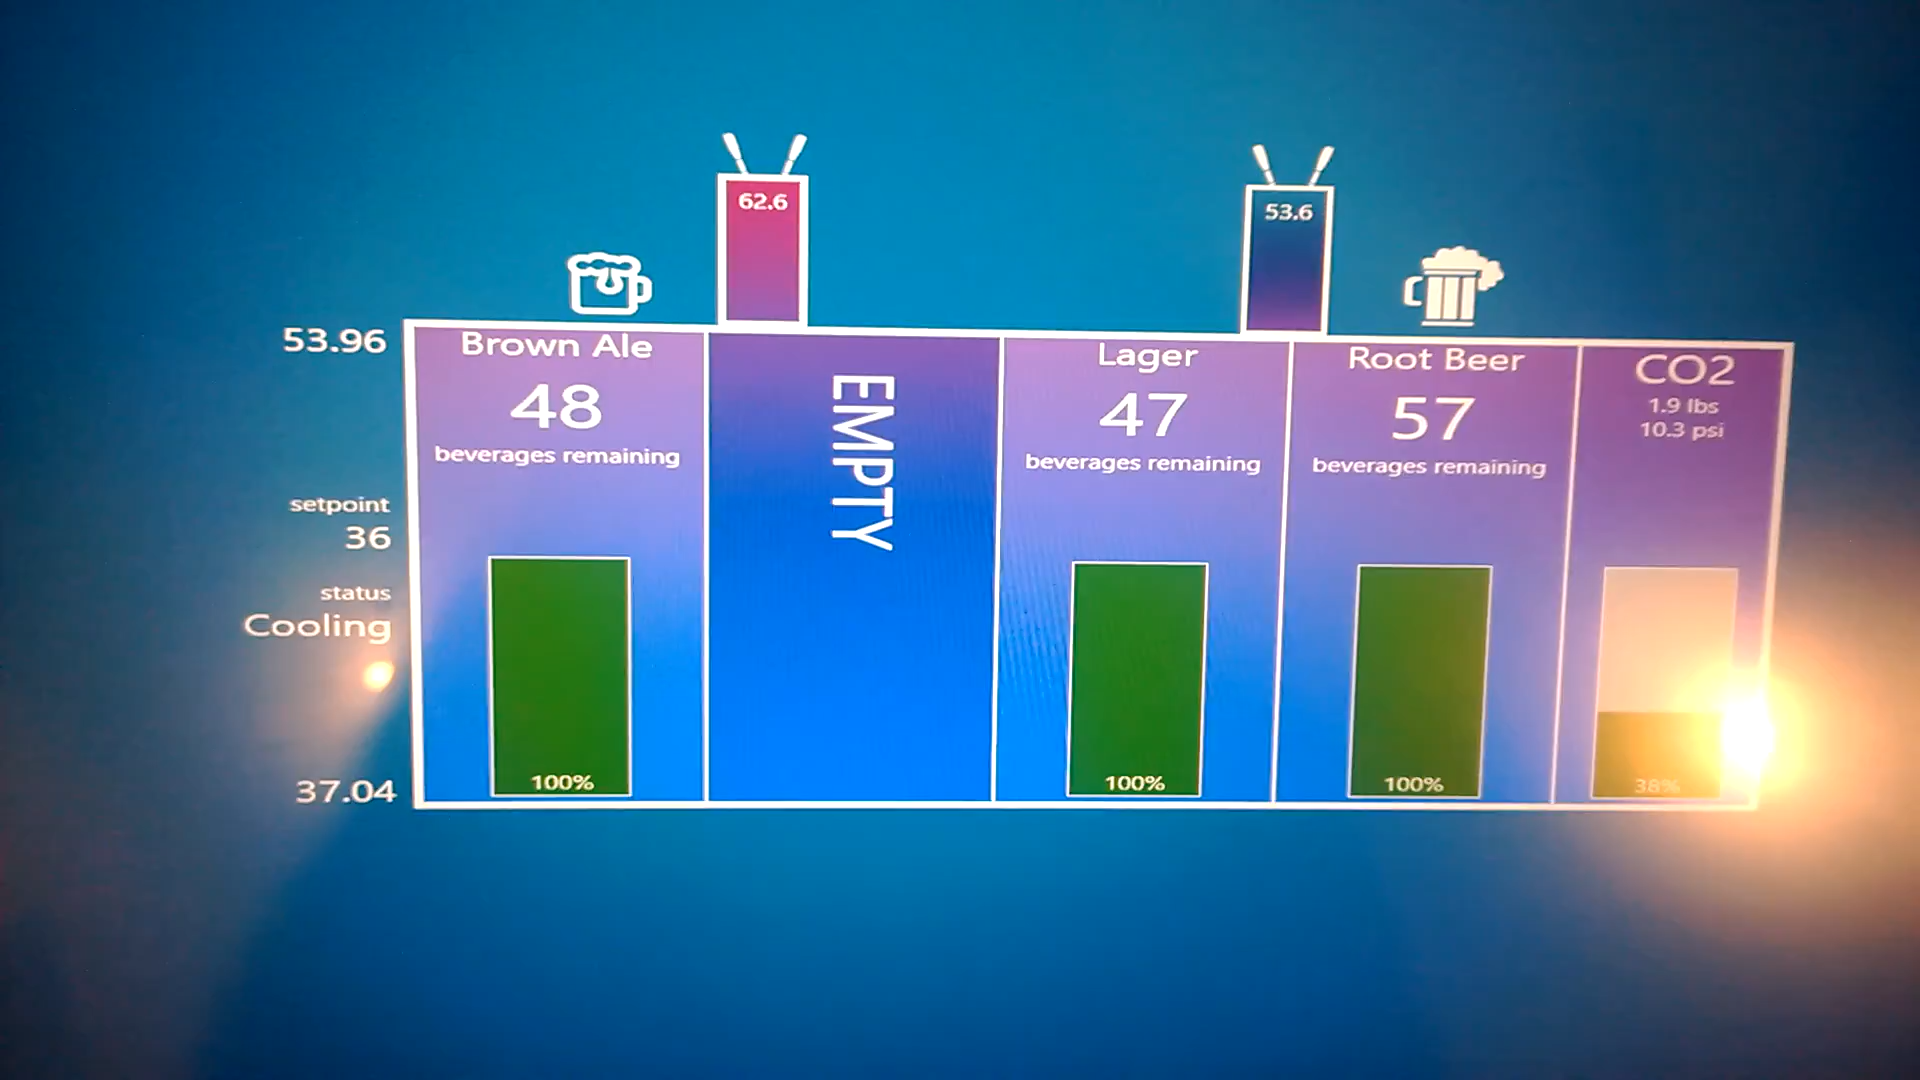 62.6
53.6
53.96
Brown Ale
48
beverages remaining
EMPTY
Lager
47
beverages remaining
Root Beer
57
beverages remaining
CO2
1.9 lbs
10.3 psi
setpoint
36
status
Cooling
37.04
100%
100%
100%
38%